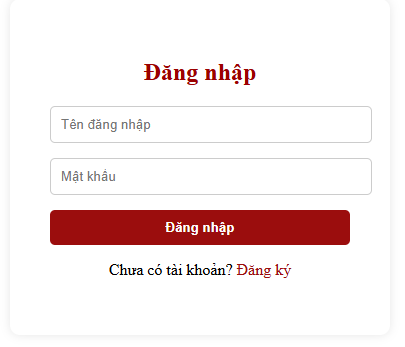 Đăng nhập
Tên đăng nhập
Mật khẩu
Đăng nhập
Chưa có tài khoản? Đăng ký